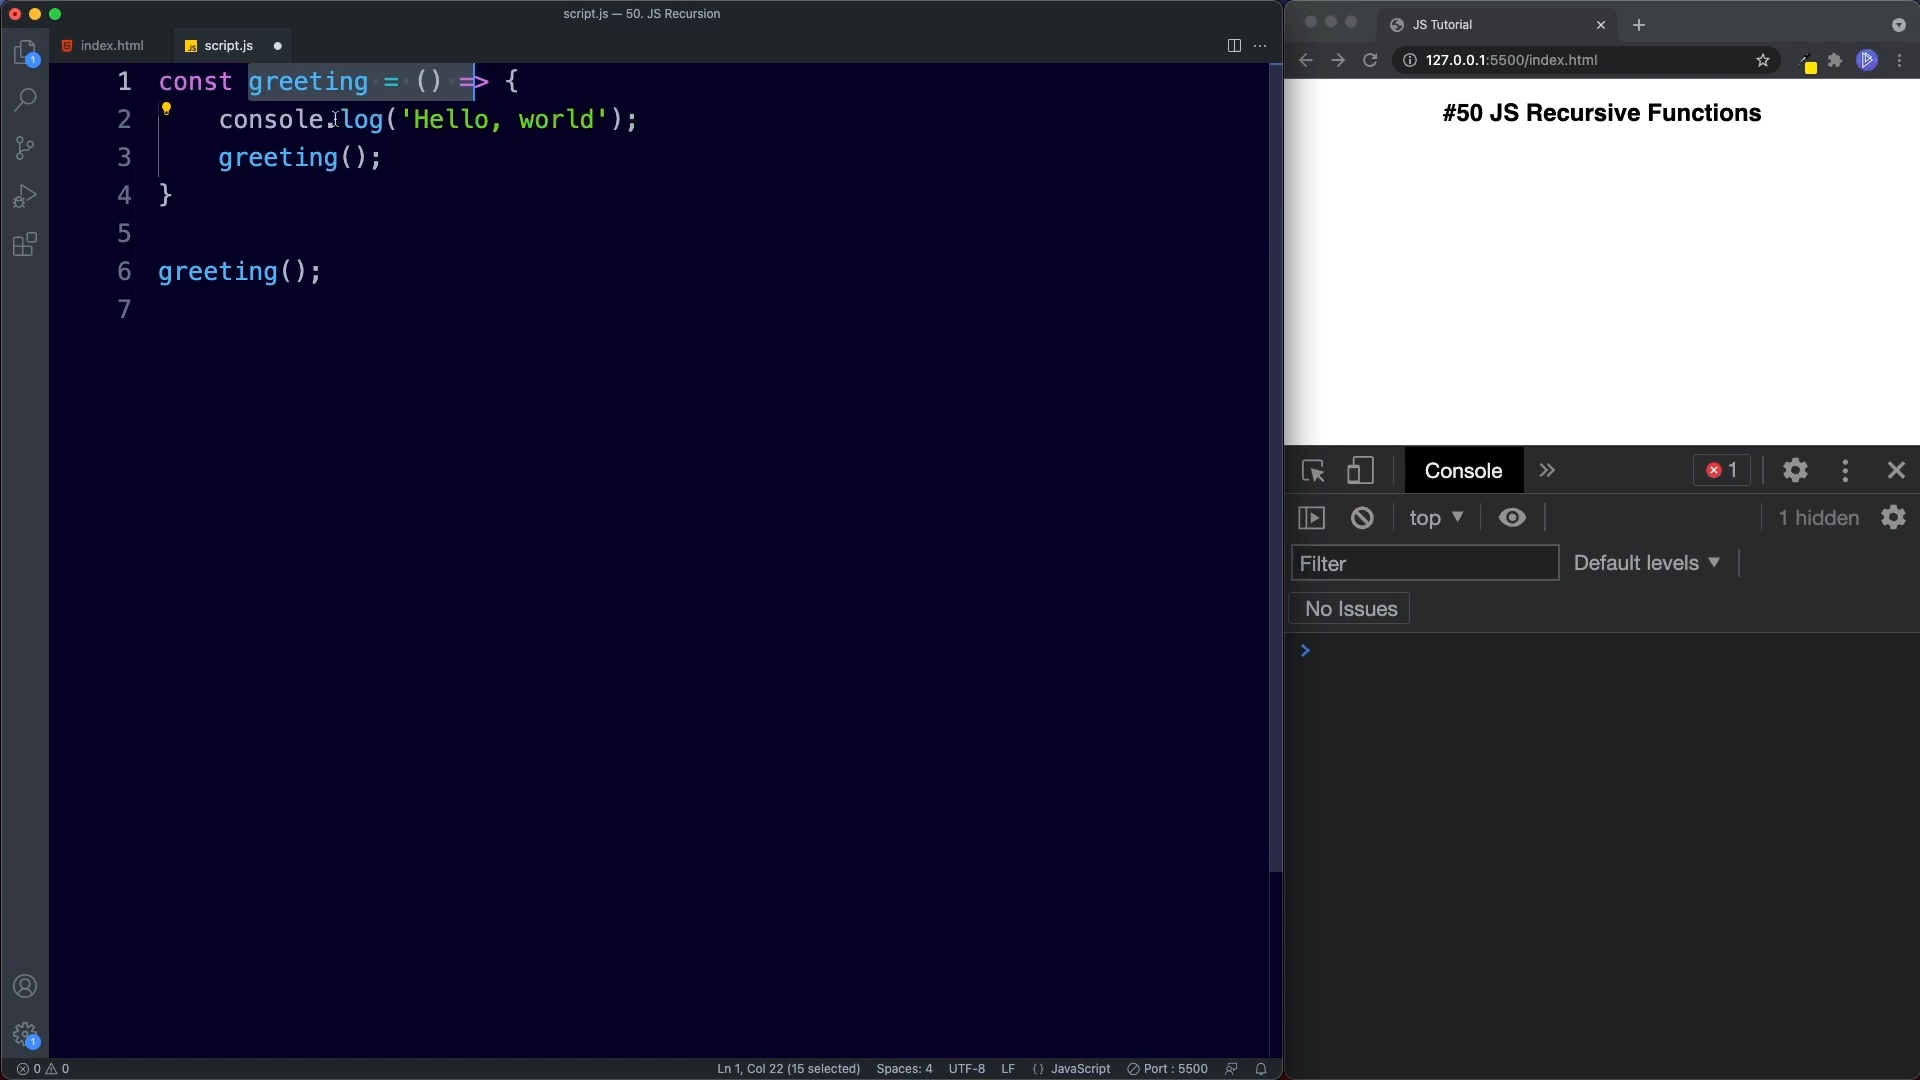 script.js — 50. JS Recursion
index.html
script.js
1 const greeting = () => {
2 console.log('Hello, world');
3 greeting();
4 }
5
6 greeting();
7
1
1
0 0
Ln 1, Col 22 (15 selected)
Spaces: 4
UTF-8
LF
{} JavaScript
Port : 5500
JS Tutorial
127.0.0.1:5500/index.html
#50 JS Recursive Functions
Console
1
top
1 hidden
Filter
Default levels
No Issues